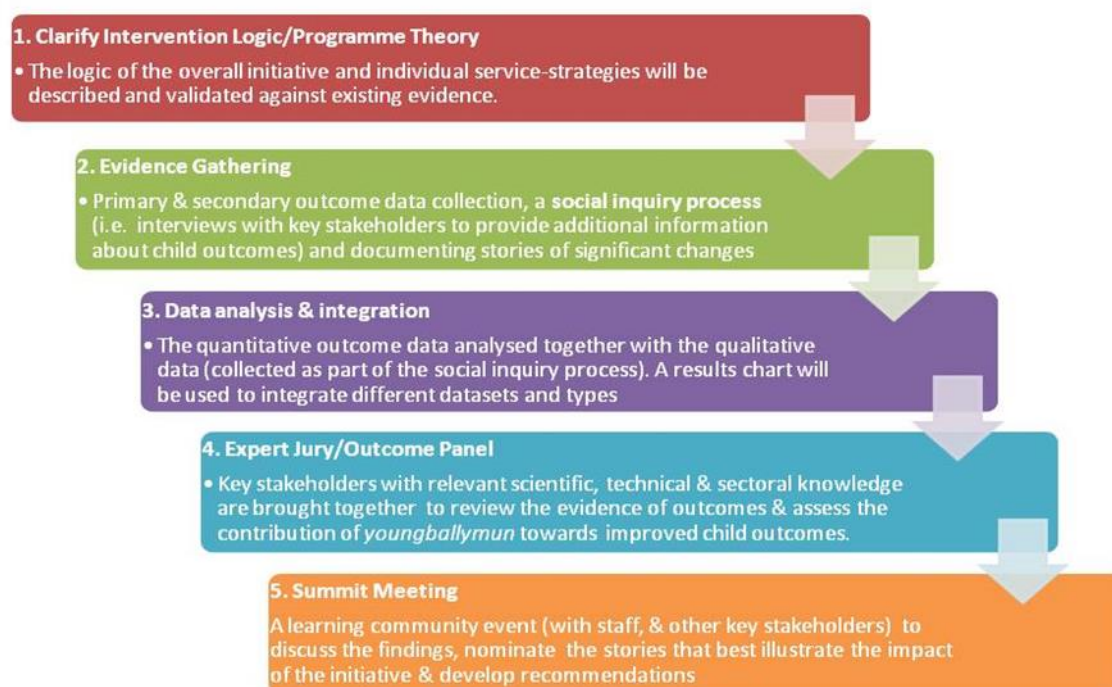 1. Clarify Intervention Logic/Programme Theory
• The logic of the overall initiative and individual service-strategies will be
described and validated against existing evidence.
2. Evidence Gathering
• Primary & secondary outcome data collection, a social inquiry process
(i.e. interviews with key stakeholders to provide additional information
about child outcomes) and documenting stories of significant changes
3. Data analysis & integration
• The quantitative outcome data analysed together with the qualitative
data (collected as part of the social inquiry process). A results chart will
be used to integrate different datasets and types
4. Expert Jury/Outcome Panel
• Key stakeholders with relevant scientific, technical & sectoral knowledge
are brought together to review the evidence of outcomes & assess the
contribution of youngballymun towards improved child outcomes.
5. Summit Meeting
A learning community event (with staff, & other key stakeholders) to
discuss the findings, nominate the stories that best illustrate the impact
of the initiative & develop recommendations